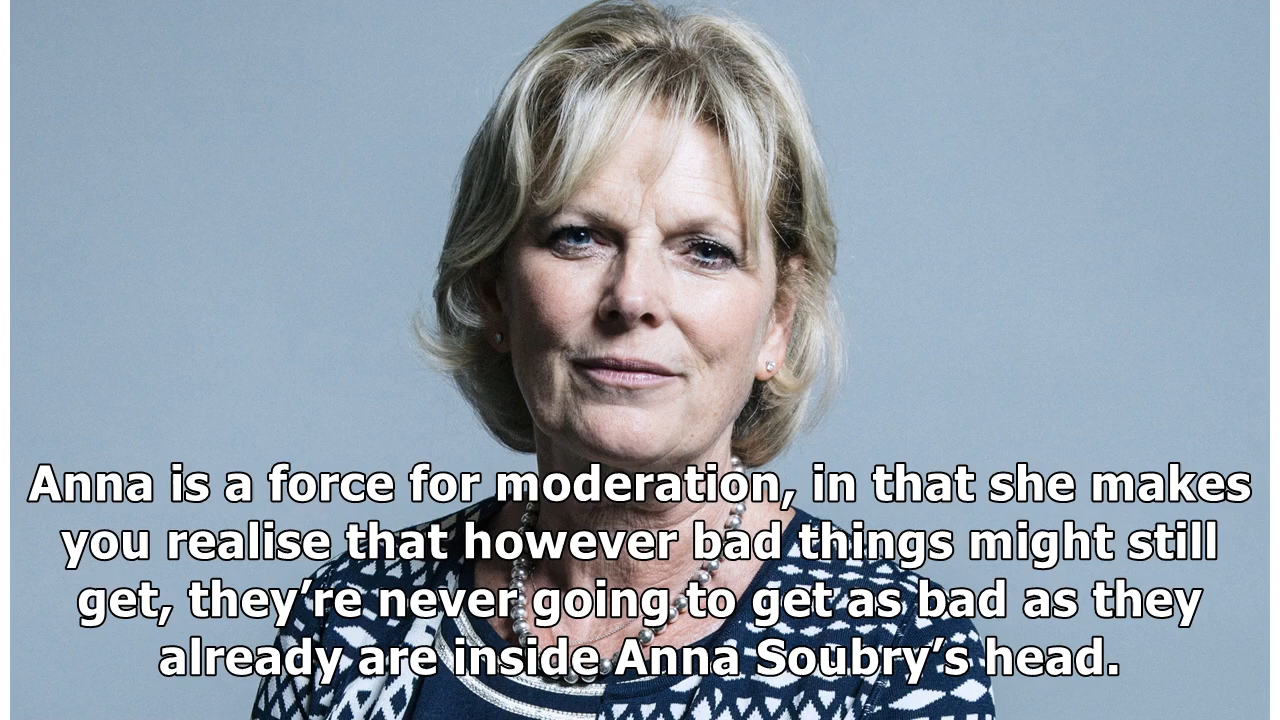 Anna is a force for moderation, in that she makes
you realise that however bad things might still
get, they’re never going to get as bad as they
already are inside Anna Soubry’s head.